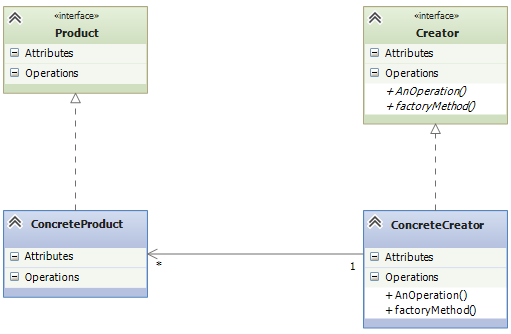 «interface»
Product
Attributes
Operations
«interface»
Creator
Attributes
Operations
+ AnOperation()
+ factoryMethod()
ConcreteProduct
Attributes
Operations
*
1
ConcreteCreator
Attributes
Operations
+ AnOperation()
+ factoryMethod()